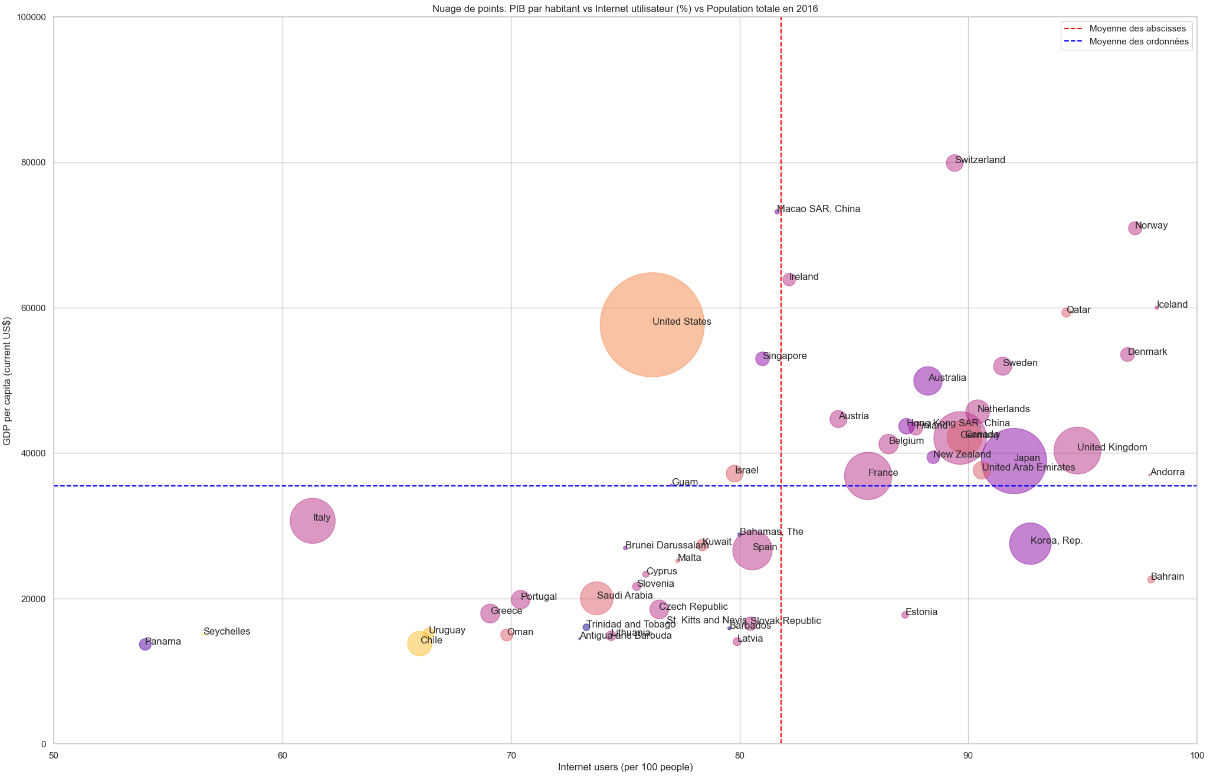 Nuage de points: PIB par habitant vs Internet utilisateur (%) vs Population totale en 2016
100000
Moyenne des abscisses
Moyenne des ordonnées
80000
Switzerland
Macao SAR, China
Norway
Ireland
60000
Iceland
Qatar
United States
Singapore
Denmark
Sweden
Australia
Netherlands
Austria
Hong Kong SAR, China
Finland
Germany
Canada
Belgium
United Kingdom
40000
New Zealand
Japan
United Arab Emirates
Israel
France
Andorra
Guam
Italy
Bahamas, The
Brunei Darussalam
Kuwait
Spain
Korea, Rep.
Malta
Cyprus
Bahrain
Slovenia
20000
Portugal
Saudi Arabia
Greece
Czech Republic
Estonia
St. Kitts and Nevis
Slovak Republic
Trinidad and Tobago
Barbados
Seychelles
Uruguay
Oman
Lithuania
Antigua and Barbuda
Panama
Chile
Latvia
0
50
60
70
80
90
100
Internet users (per 100 people)
GDP per capita (current US$)